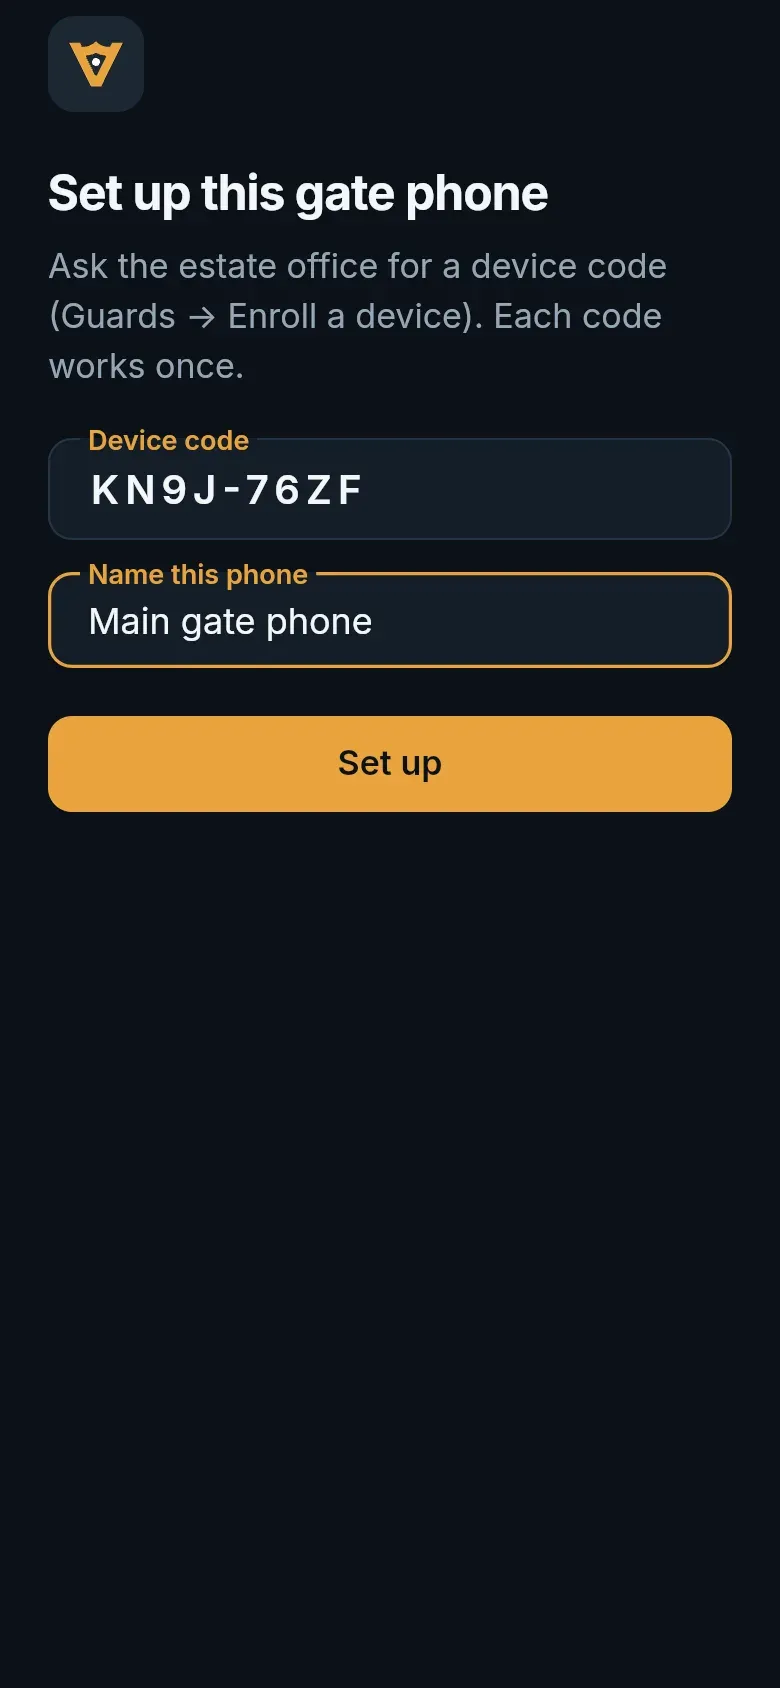 Set up this gate phone
Ask the estate office for a device code
(Guards → Enroll a device). Each code
works once.
Device code
KN9J-76ZF
Name this phone
Main gate phone
Set up